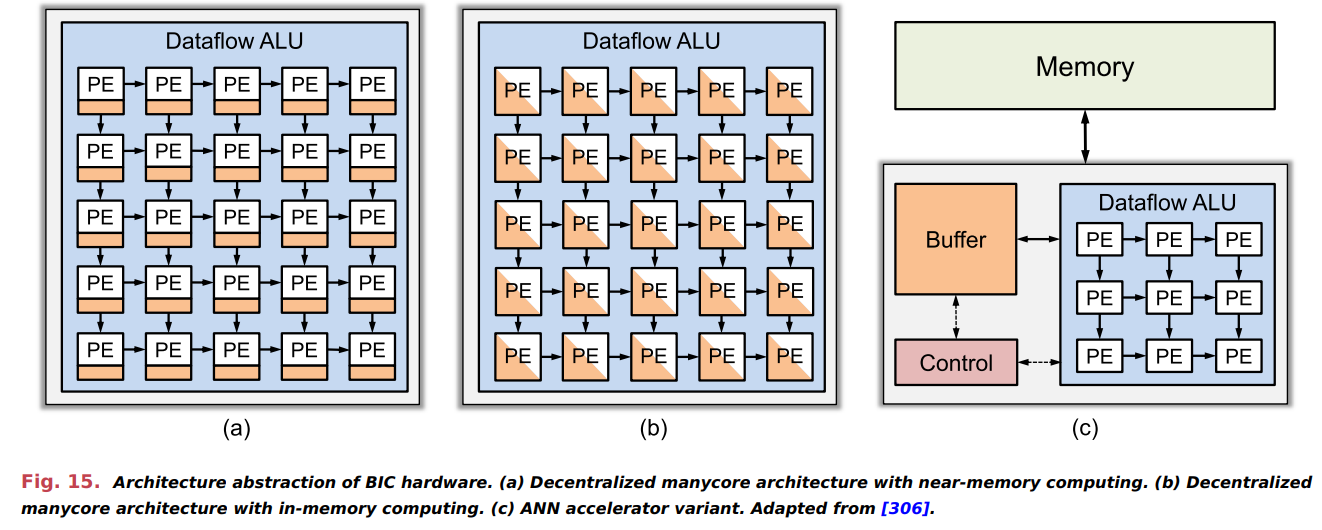 Dataflow ALU
PE PE PE PE PE
PE PE PE PE PE
PE PE PE PE PE
PE PE PE PE PE
PE PE PE PE PE
(a)
Dataflow ALU
PE PE PE PE PE
PE PE PE PE PE
PE PE PE PE PE
PE PE PE PE PE
PE PE PE PE PE
(b)
Memory
Buffer
Control
Dataflow ALU
PE PE PE
PE PE PE
PE PE PE
(c)
Fig. 15. Architecture abstraction of BIC hardware. (a) Decentralized manycore architecture with near-memory computing. (b) Decentralized
manycore architecture with in-memory computing. (c) ANN accelerator variant. Adapted from [306].